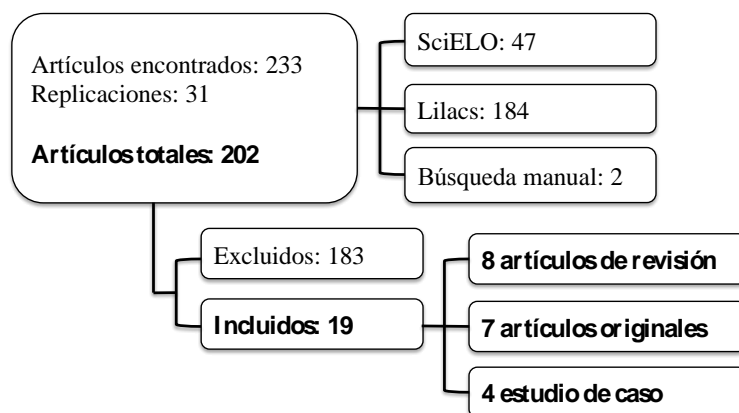 Artículos encontrados: 233
Replicaciones: 31
Artículos totales: 202
SciELO: 47
Lilacs: 184
Búsqueda manual: 2
Excluidos: 183
Incluidos: 19
8 artículos de revisión
7 artículos originales
4 estudio de caso